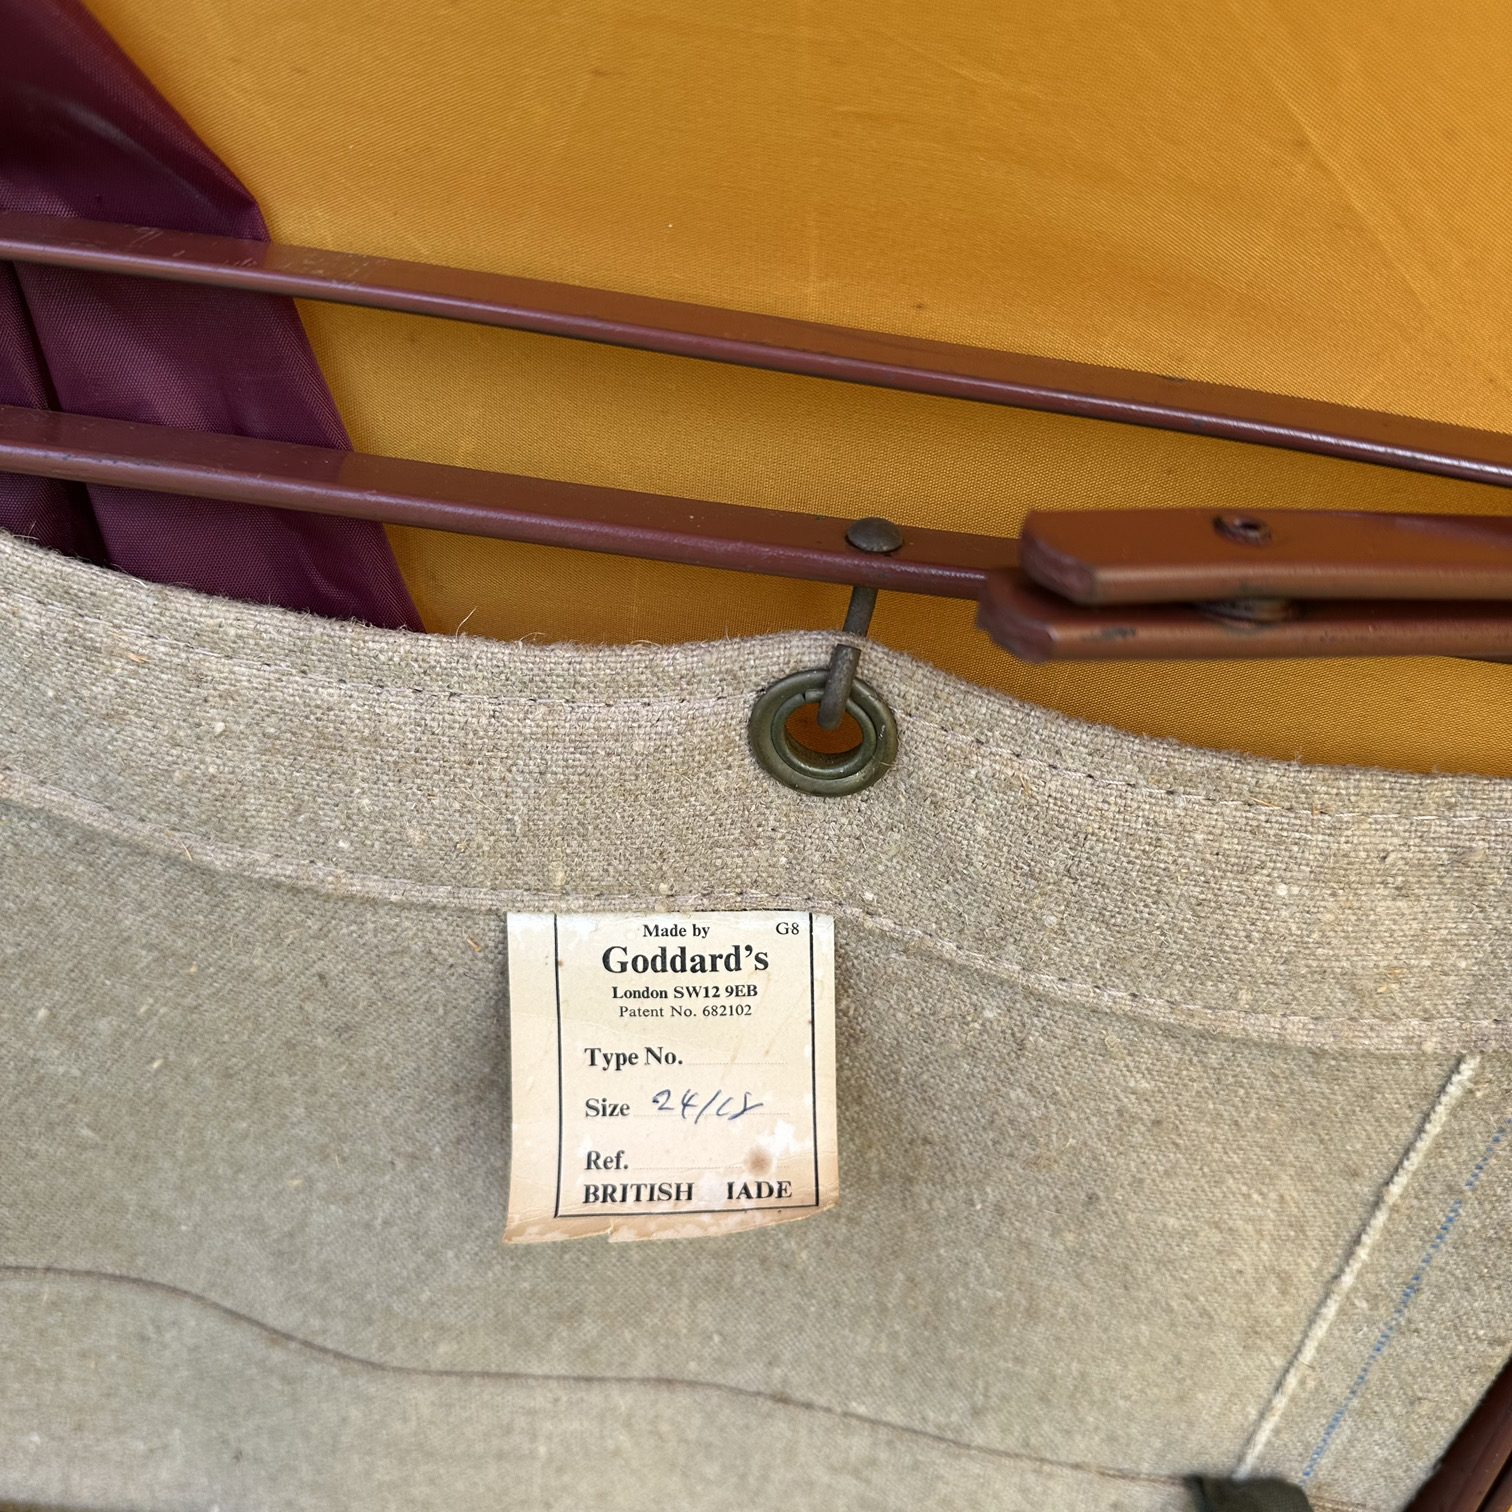 Made by G8
Goddard's
London SW12 9EB
Patent No. 682102
Type No.
Size 24/18
Ref.
BRITISH IADE